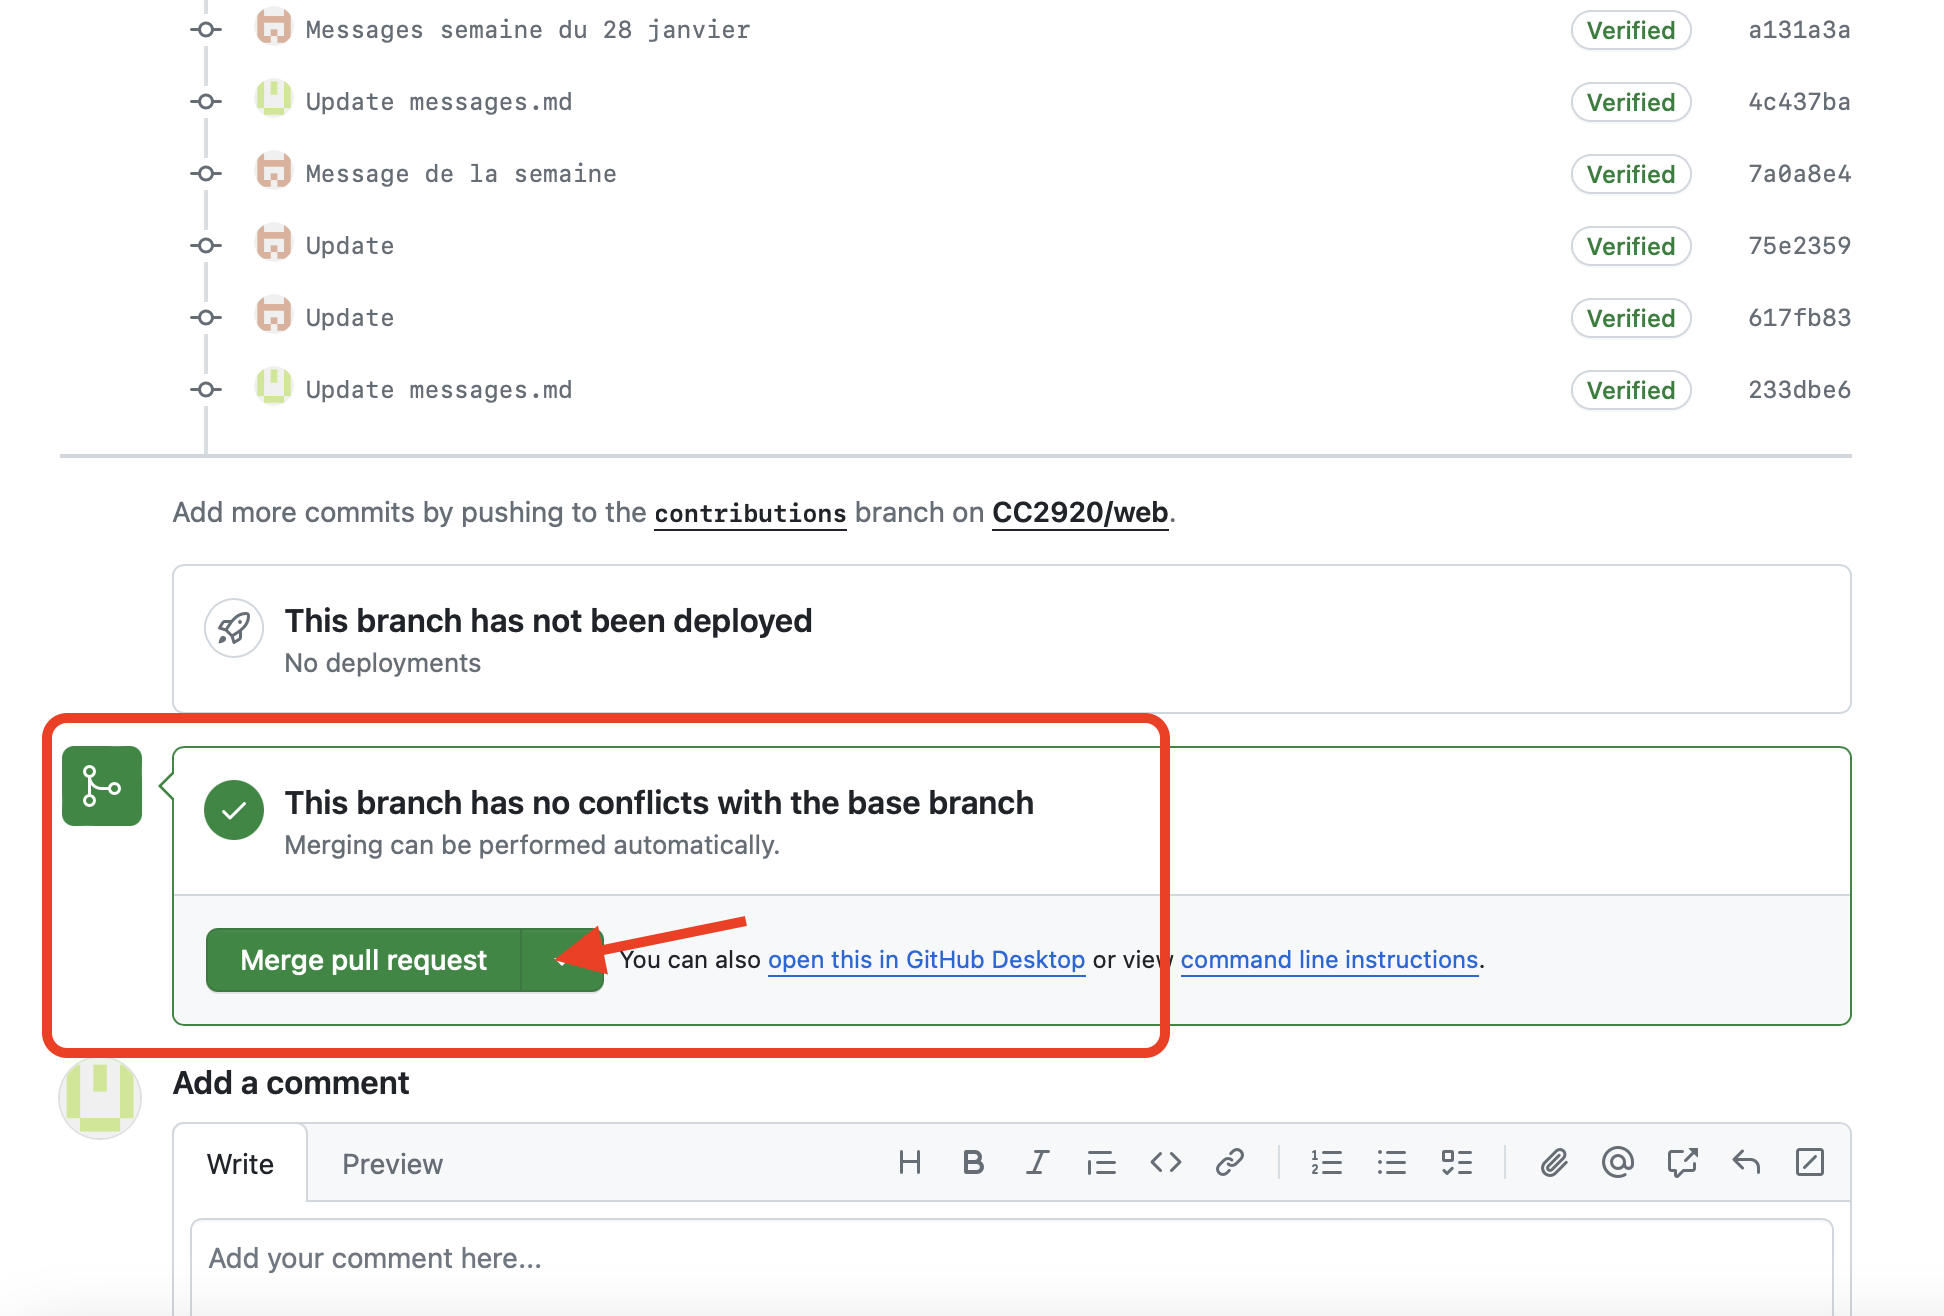 Messages semaine du 28 janvier Verified a131a3a
Update messages.md Verified 4c437ba
Message de la semaine Verified 7a0a8e4
Update Verified 75e2359
Update Verified 617fb83
Update messages.md Verified 233dbe6
Add more commits by pushing to the contributions branch on CC2920/web.
This branch has not been deployed
No deployments
This branch has no conflicts with the base branch
Merging can be performed automatically.
Merge pull request You can also open this in GitHub Desktop or view command line instructions.
Add a comment
Write Preview
Add your comment here...